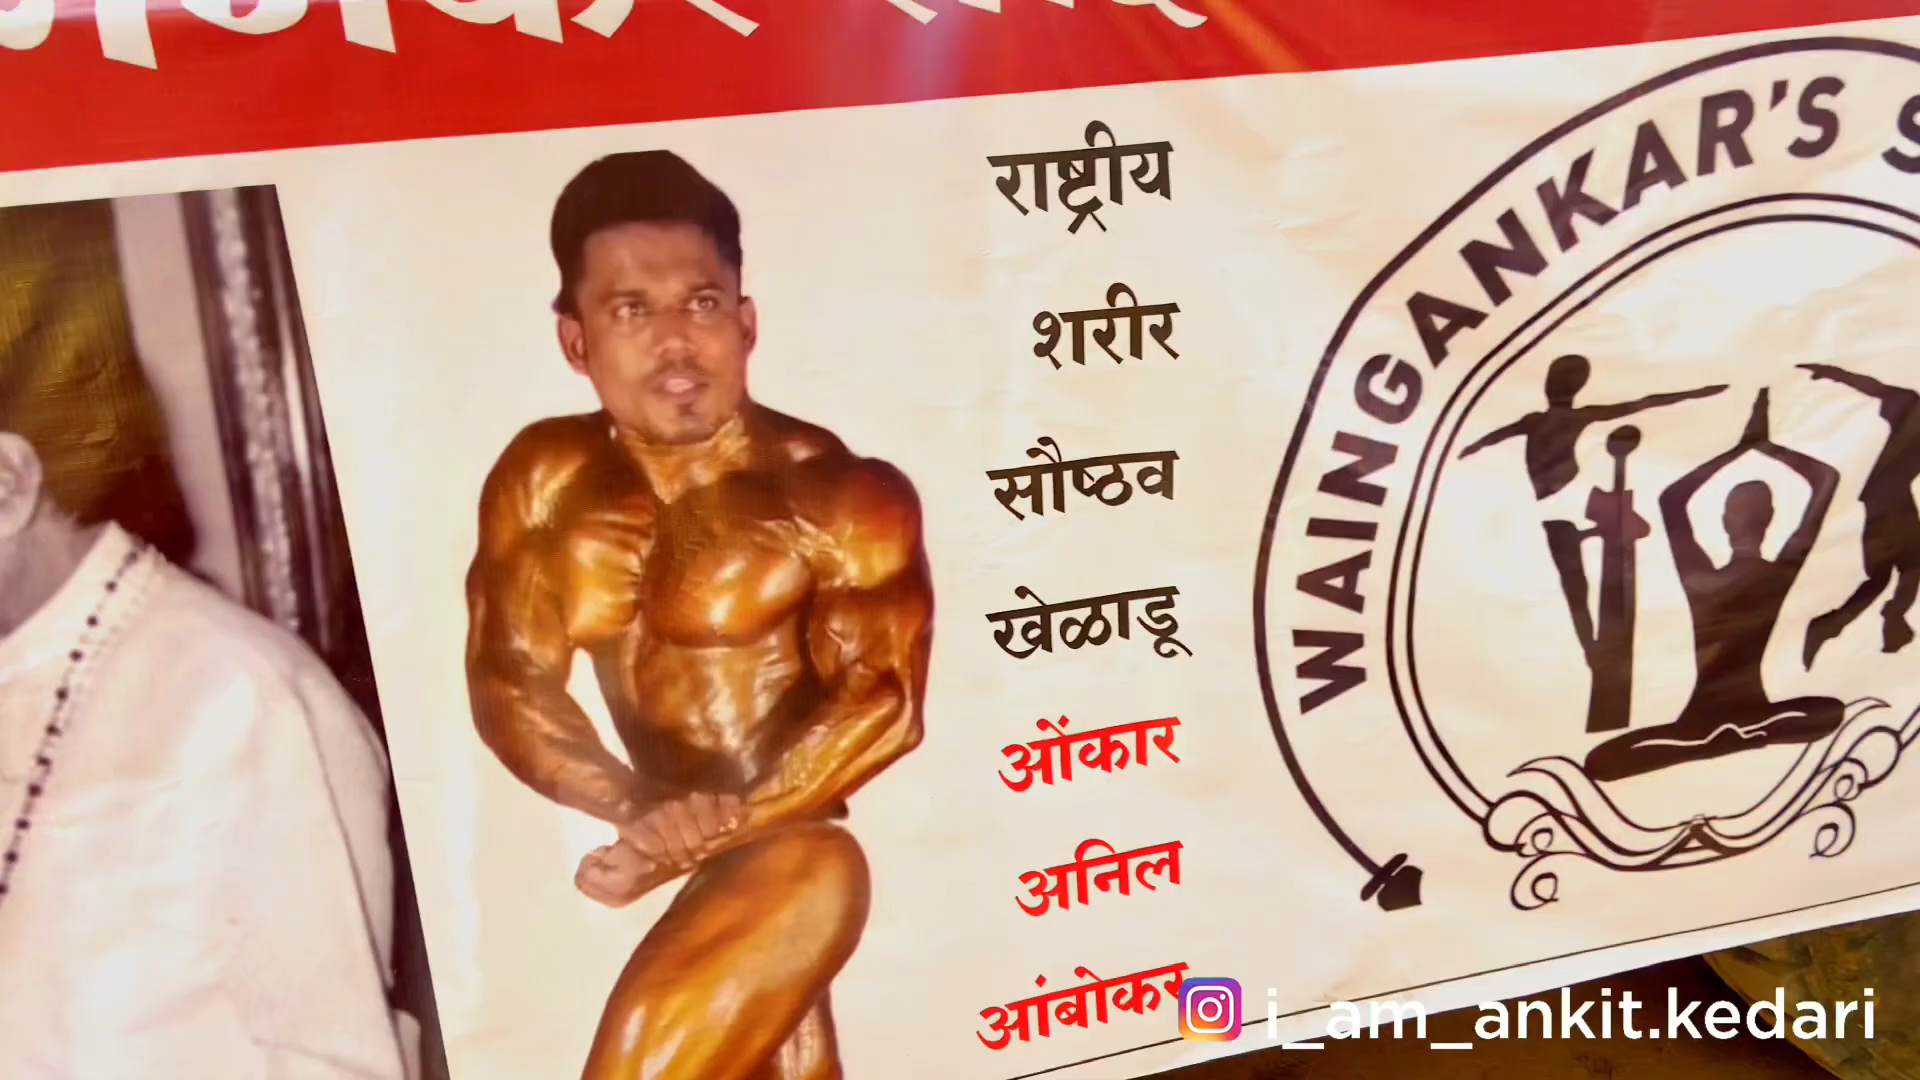 राष्ट्रीय
शरीर
सौष्ठव
खेळाडू
ओंकार
अनिल
आंबोकर
WAINGANKAR'S
i_am_ankit.kedari